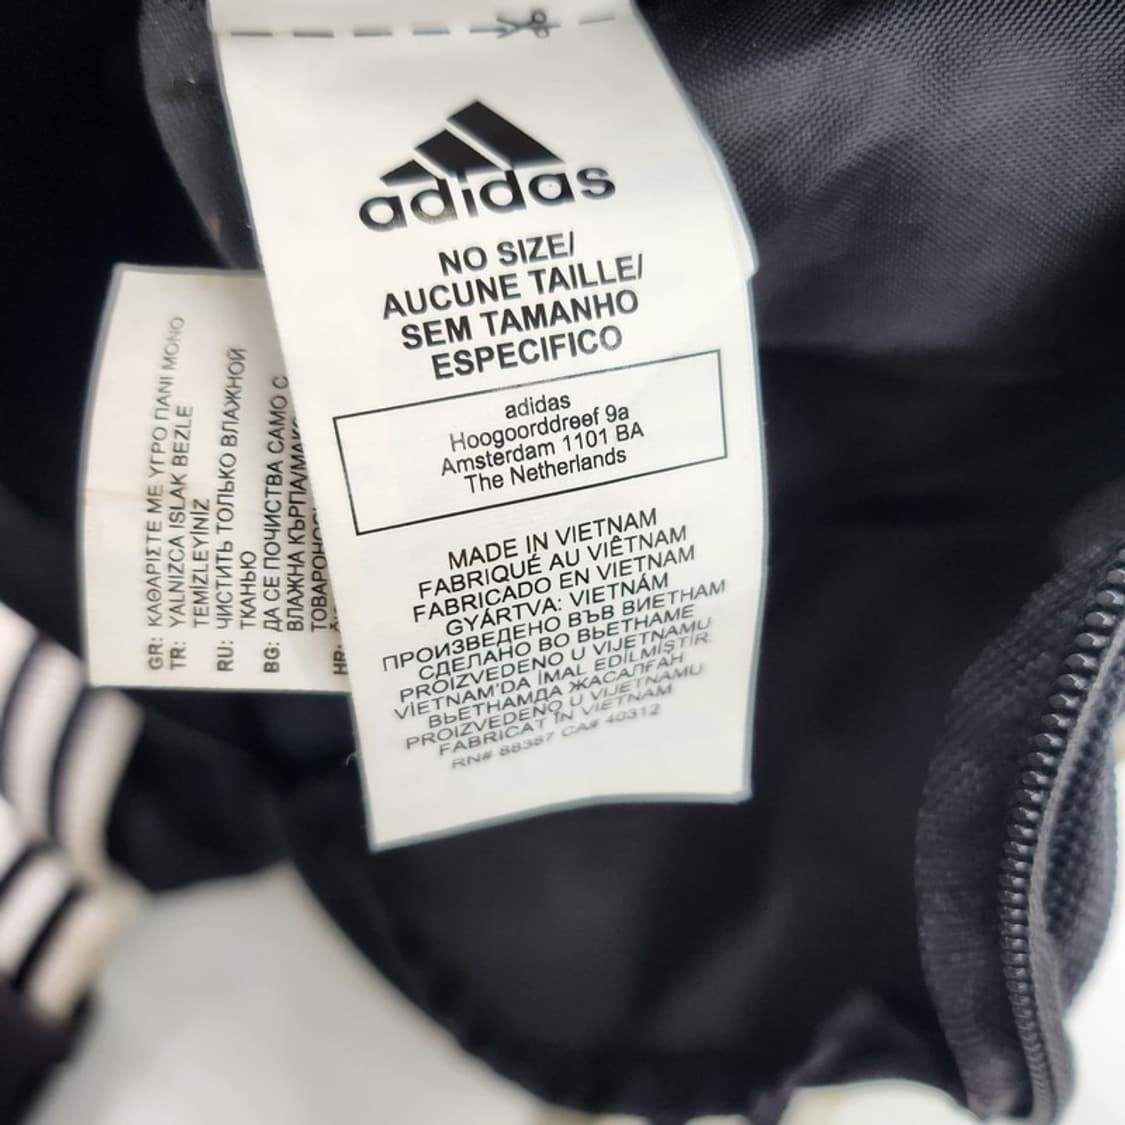 adidas
NO SIZE/
AUCUNE TAILLE/
SEM TAMANHO
ESPECIFICO
adidas
Hoogoorddreef 9a
Amsterdam 1101 BA
The Netherlands
MADE IN VIETNAM
FABRIQUÉ AU VIÊTNAM
FABRICADO EN VIETNAM
GYÁRTVA: VIETNÁM
ПРОИЗВЕДЕНО ВЪВ ВИЕТНАМ
СДЕЛАНО ВО ВЬЕТНАМЕ
PROIZVEDENO U VIJETNAMU
VİETNAM'DA İMAL EDİLMİŞTİR.
ВЬЕТНАМДА ЖАСАЛҒАН
PROIZVEDENO U VIJETNAMU
FABRICAT ÎN VIETNAM
RN# 88387 CA# 40312
GR: ΚΑΘΑΡΙΣΤΕ ΜΕ ΥΓΡΟ ΠΑΝΙ ΜΟΝΟ
TR: YALNIZCA ISLAK BEZLE
TEMİZLEYİNİZ
RU: ЧИСТИТЬ ТОЛЬКО ВЛАЖНОЙ
ТКАНЬЮ
BG: ДА СЕ ПОЧИСТВА САМО С
ВЛАЖНА КЪРПА/
HR: